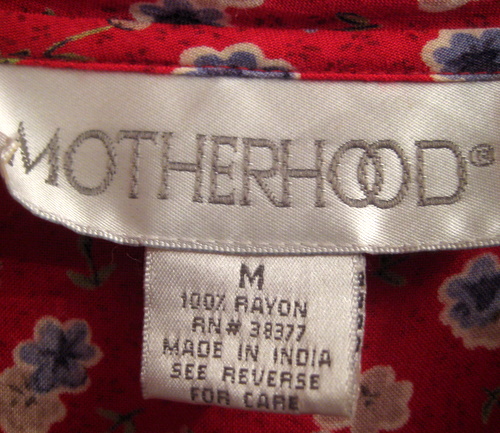 MOTHERHOOD®
M
100% RAYON
RN# 38377
MADE IN INDIA
SEE REVERSE
FOR CARE